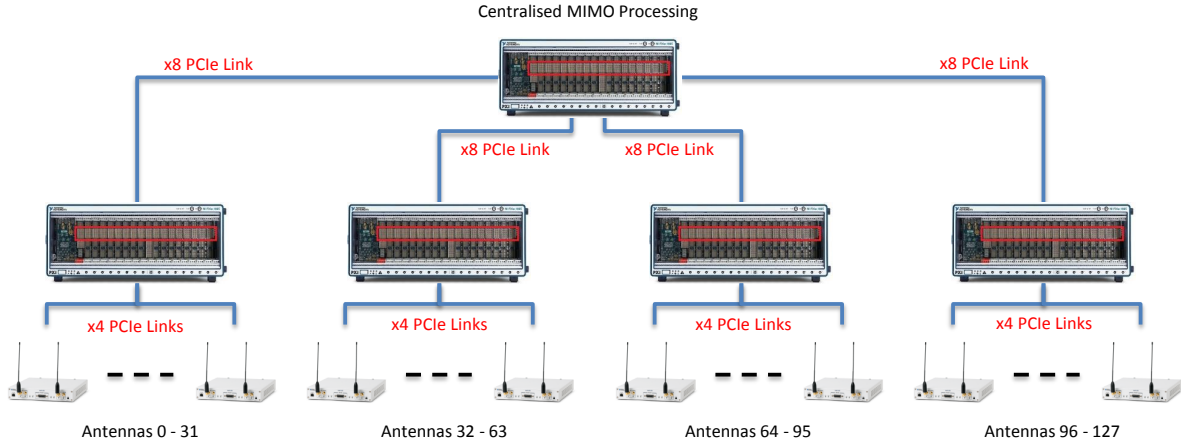 Centralised MIMO Processing
x8 PCIe Link
x8 PCIe Link
x8 PCIe Link
x8 PCIe Link
x4 PCIe Links
x4 PCIe Links
x4 PCIe Links
x4 PCIe Links
Antennas 0 - 31
Antennas 32 - 63
Antennas 64 - 95
Antennas 96 - 127